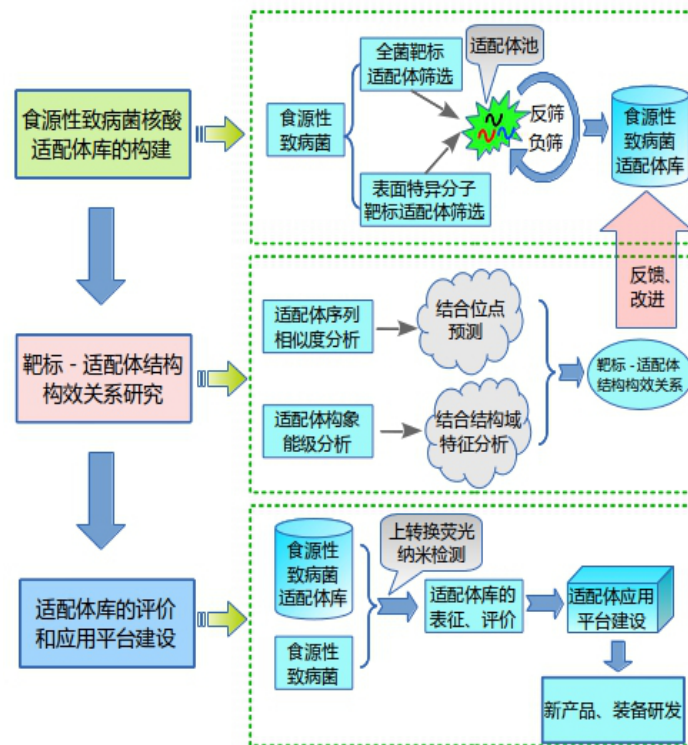 食源性致病菌核酸
适配体库的构建
食源性
致病菌
全菌靶标
适配体筛选
表面特异分子
靶标适配体筛选
适配体池
反筛
负筛
食源性
致病菌
适配体库
反馈、
改进
靶标 - 适配体结构
构效关系研究
适配体序列
相似度分析
结合位点
预测
适配体构象
能级分析
结合结构域
特征分析
靶标 - 适配体
结构构效关系
适配体库的评价
和应用平台建设
食源性
致病菌
适配体库
食源性
致病菌
上转换荧光
纳米检测
适配体库的
表征、评价
适配体应用
平台建设
新产品、装备研发